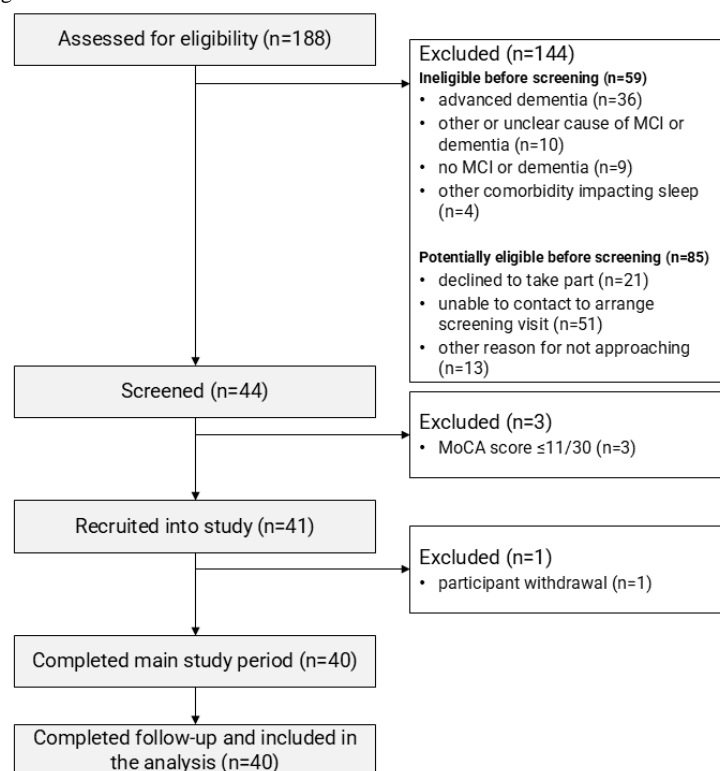 Assessed for eligibility (n=188)
Excluded (n=144)
Ineligible before screening (n=59)
• advanced dementia (n=36)
• other or unclear cause of MCI or
dementia (n=10)
• no MCI or dementia (n=9)
• other comorbidity impacting sleep
(n=4)
Potentially eligible before screening (n=85)
• declined to take part (n=21)
• unable to contact to arrange
screening visit (n=51)
• other reason for not approaching
(n=13)
Screened (n=44)
Excluded (n=3)
• MoCA score ≤11/30 (n=3)
Recruited into study (n=41)
Excluded (n=1)
• participant withdrawal (n=1)
Completed main study period (n=40)
Completed follow-up and included in
the analysis (n=40)